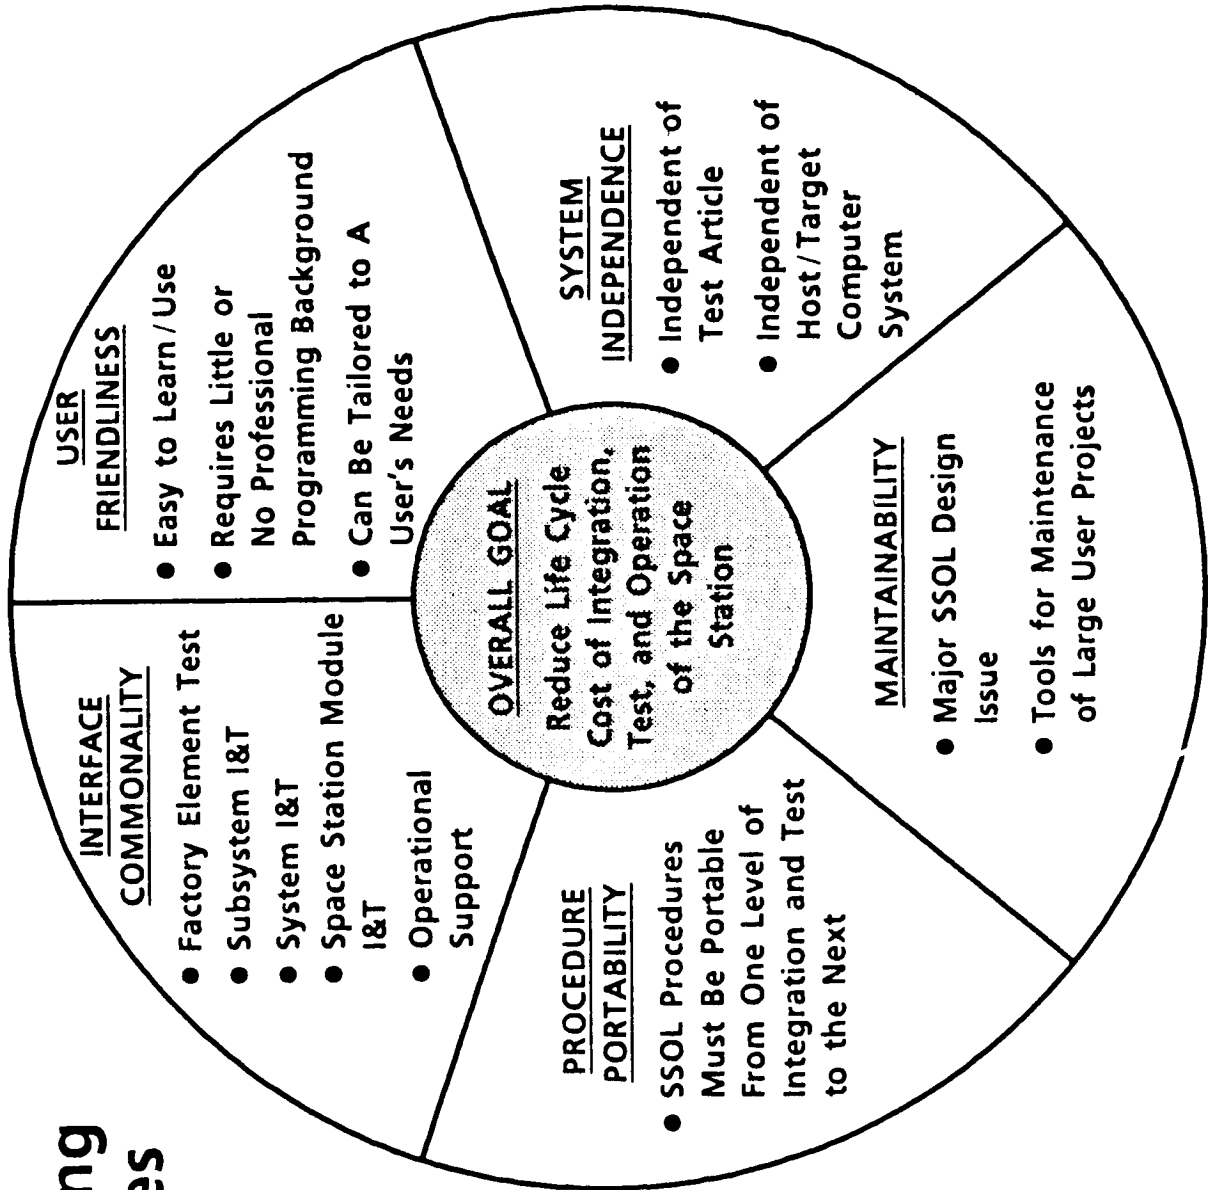 ng
es
INTERFACE
COMMONALITY
● Factory Element Test
● Subsystem I&T
● System I&T
● Space Station Module
I&T
● Operational
Support
USER
FRIENDLINESS
● Easy to Learn/Use
● Requires Little or
No Professional
Programming Background
● Can Be Tailored to A
User's Needs
PROCEDURE
PORTABILITY
● SSOL Procedures
Must Be Portable
From One Level of
Integration and Test
to the Next
OVERALL GOAL
Reduce Life Cycle
Cost of Integration,
Test, and Operation
of the Space
Station
SYSTEM
INDEPENDENCE
● Independent of
Test Article
● Independent of
Host/Target
Computer
System
MAINTAINABILITY
● Major SSOL Design
Issue
● Tools for Maintenance
of Large User Projects